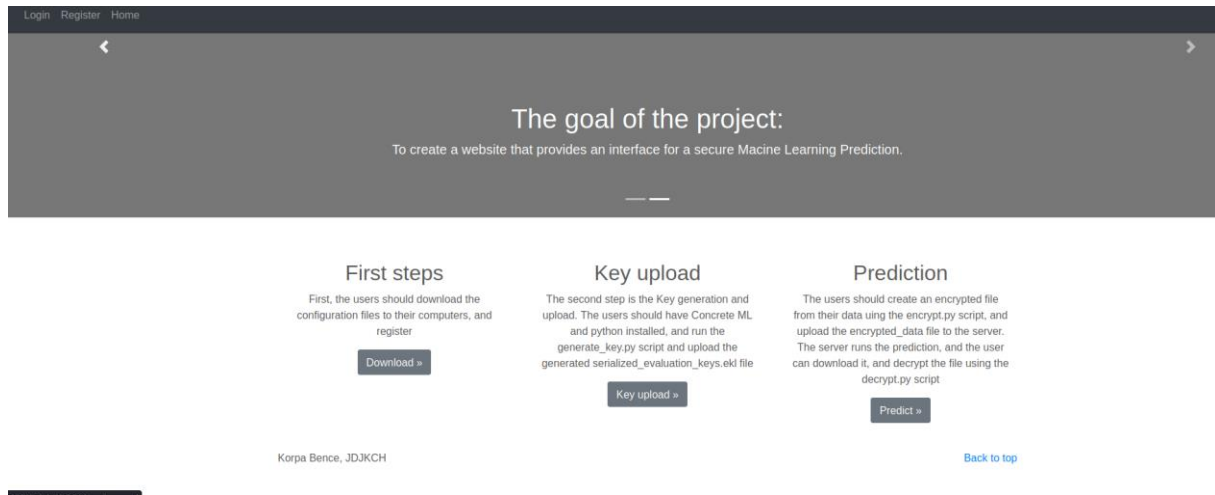 Login Register Home
The goal of the project:
To create a website that provides an interface for a secure Macine Learning Prediction.
First steps
First, the users should download the
configuration files to their computers, and
register
Download »
Key upload
The second step is the Key generation and
upload. The users should have Concrete ML
and python installed, and run the
generate_key.py script and upload the
generated serialized_evaluation_keys.ekl file
Key upload »
Prediction
The users should create an encrypted file
from their data uing the encrypt.py script, and
upload the encrypted_data file to the server.
The server runs the prediction, and the user
can download it, and decrypt the file using the
decrypt.py script
Predict »
Korpa Bence, JDJKCH
Back to top